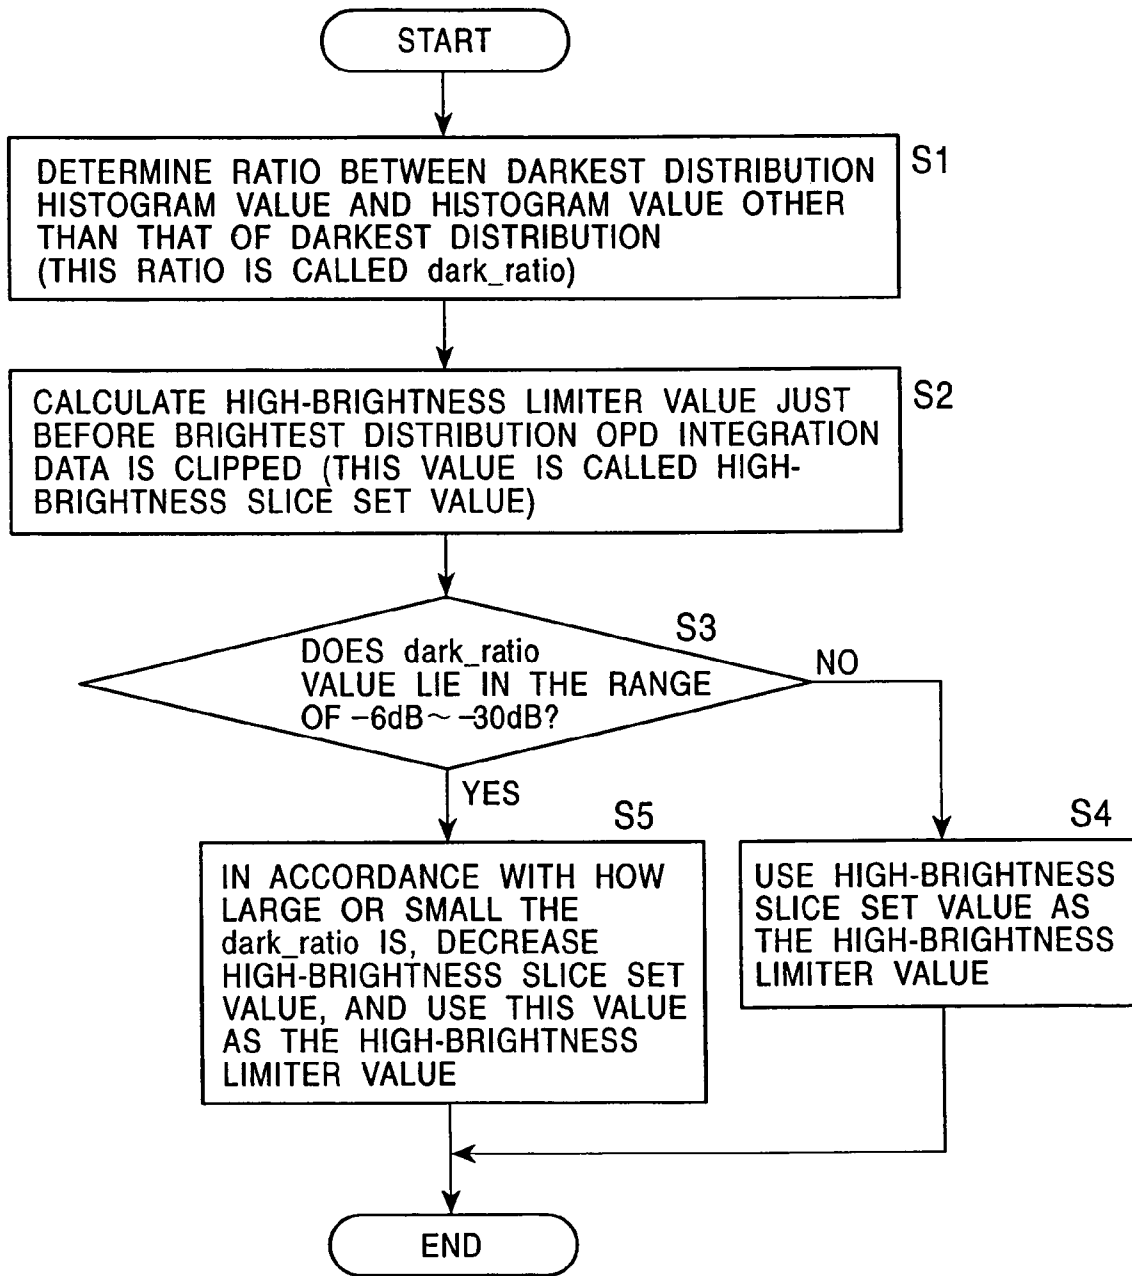 START
S1
DETERMINE RATIO BETWEEN DARKEST DISTRIBUTION
HISTOGRAM VALUE AND HISTOGRAM VALUE OTHER
THAN THAT OF DARKEST DISTRIBUTION
(THIS RATIO IS CALLED dark_ratio)
S2
CALCULATE HIGH-BRIGHTNESS LIMITER VALUE JUST
BEFORE BRIGHTEST DISTRIBUTION OPD INTEGRATION
DATA IS CLIPPED (THIS VALUE IS CALLED HIGH-
BRIGHTNESS SLICE SET VALUE)
S3
DOES dark_ratio
VALUE LIE IN THE RANGE
OF −6dB~ −30dB?
NO
YES
S5
IN ACCORDANCE WITH HOW
LARGE OR SMALL THE
dark_ratio IS, DECREASE
HIGH-BRIGHTNESS SLICE SET
VALUE, AND USE THIS VALUE
AS THE HIGH-BRIGHTNESS
LIMITER VALUE
S4
USE HIGH-BRIGHTNESS
SLICE SET VALUE AS
THE HIGH-BRIGHTNESS
LIMITER VALUE
END